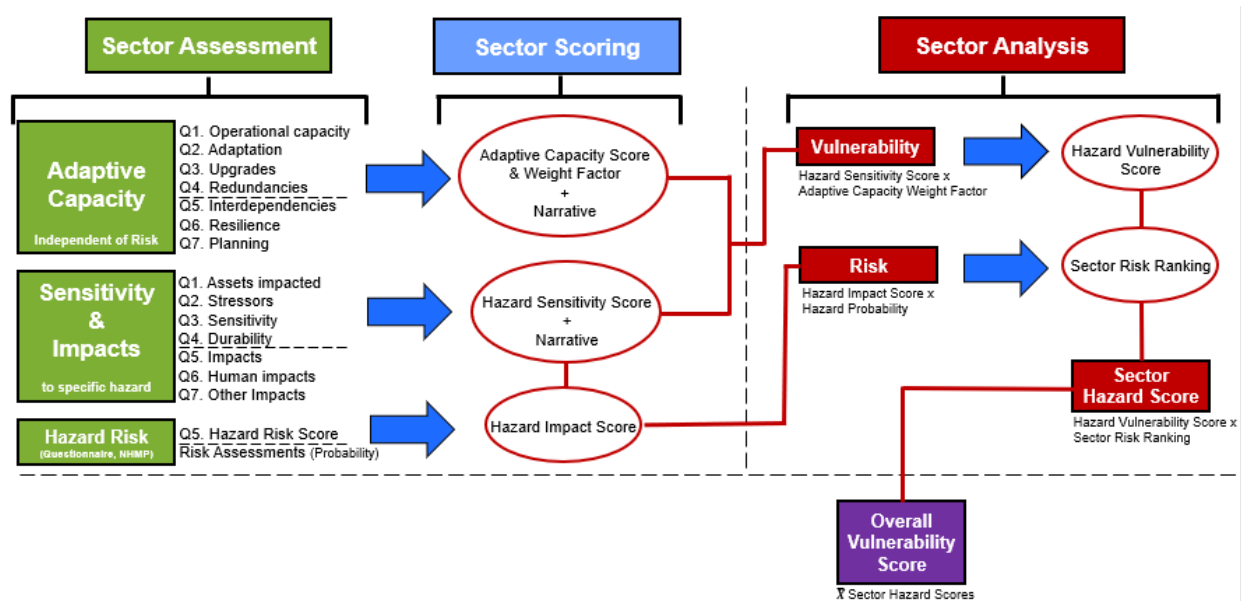 Sector Assessment
Sector Scoring
Sector Analysis
Adaptive
Capacity
Independent of Risk
Q1. Operational capacity
Q2. Adaptation
Q3. Upgrades
Q4. Redundancies
Q5. Interdependencies
Q6. Resilience
Q7. Planning
Adaptive Capacity Score
& Weight Factor
+
Narrative
Vulnerability
Hazard Sensitivity Score x
Adaptive Capacity Weight Factor
Hazard Vulnerability
Score
Sensitivity
&
Impacts
to specific hazard
Q1. Assets impacted
Q2. Stressors
Q3. Sensitivity
Q4. Durability
Q5. Impacts
Q6. Human impacts
Q7. Other Impacts
Hazard Sensitivity Score
+
Narrative
Risk
Hazard Impact Score x
Hazard Probability
Sector Risk Ranking
Hazard Risk
(Questionnaire, NHMP)
Q5. Hazard Risk Score
Risk Assessments (Probability)
Hazard Impact Score
Sector
Hazard Score
Hazard Vulnerability Score x
Sector Risk Ranking
Overall
Vulnerability
Score
X̅ Sector Hazard Scores